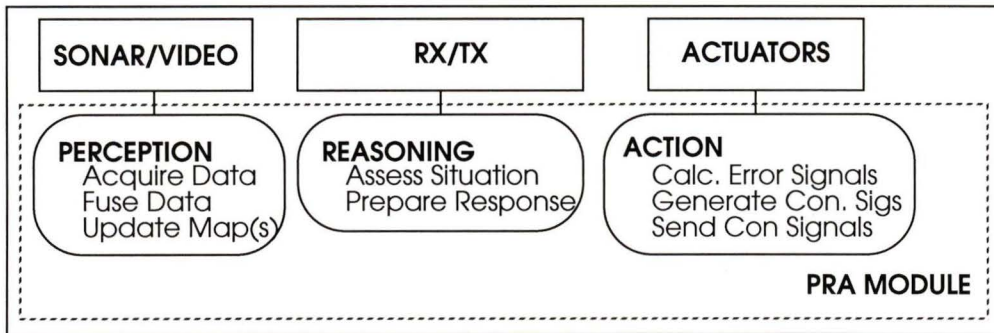 SONAR/VIDEO
RX/TX
ACTUATORS
PERCEPTION
Acquire Data
Fuse Data
Update Map(s)
REASONING
Assess Situation
Prepare Response
ACTION
Calc. Error Signals
Generate Con. Sigs
Send Con Signals
PRA MODULE